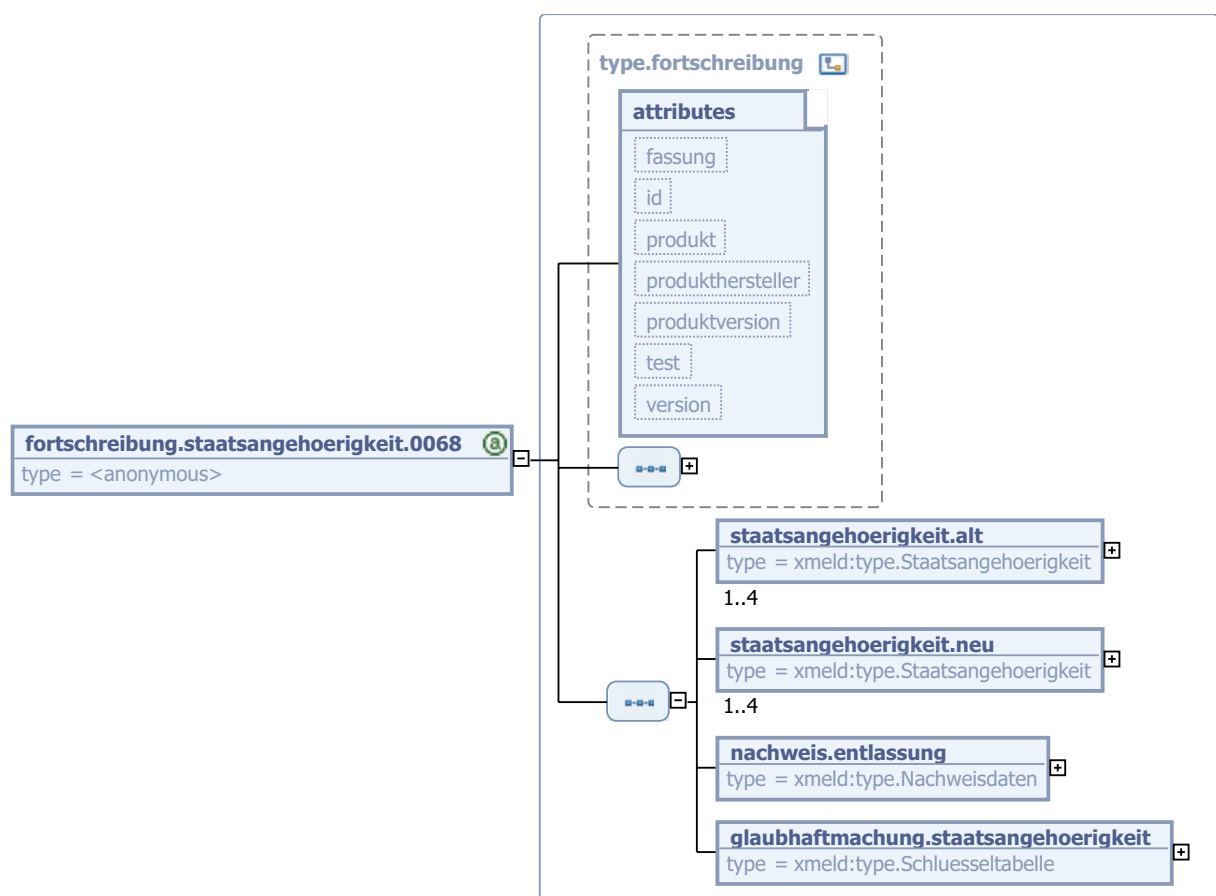 type.fortschreibung
attributes
fassung
id
produkt
produkthersteller
produktversion
test
version
fortschreibung.staatsangehoerigkeit.0068 a
type = <anonymous>
staatsangehoerigkeit.alt
type = xmeld:type.Staatsangehoerigkeit
1..4
staatsangehoerigkeit.neu
type = xmeld:type.Staatsangehoerigkeit
1..4
nachweis.entlassung
type = xmeld:type.Nachweisdaten
glaubhaftmachung.staatsangehoerigkeit
type = xmeld:type.Schluesseltabelle